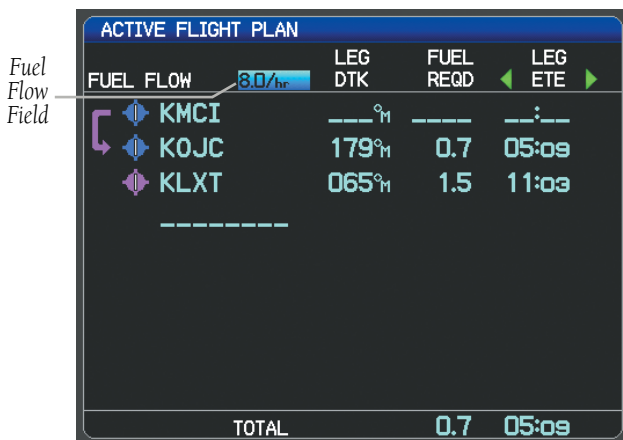 ACTIVE FLIGHT PLAN
Fuel Flow Field
LEG DTK
FUEL REQD
LEG ETE
FUEL FLOW 8.0/hr
KMCI ___°M ____ __:__
KOJC 179°M 0.7 05:09
KLXT 065°M 1.5 11:03
________
TOTAL 0.7 05:09